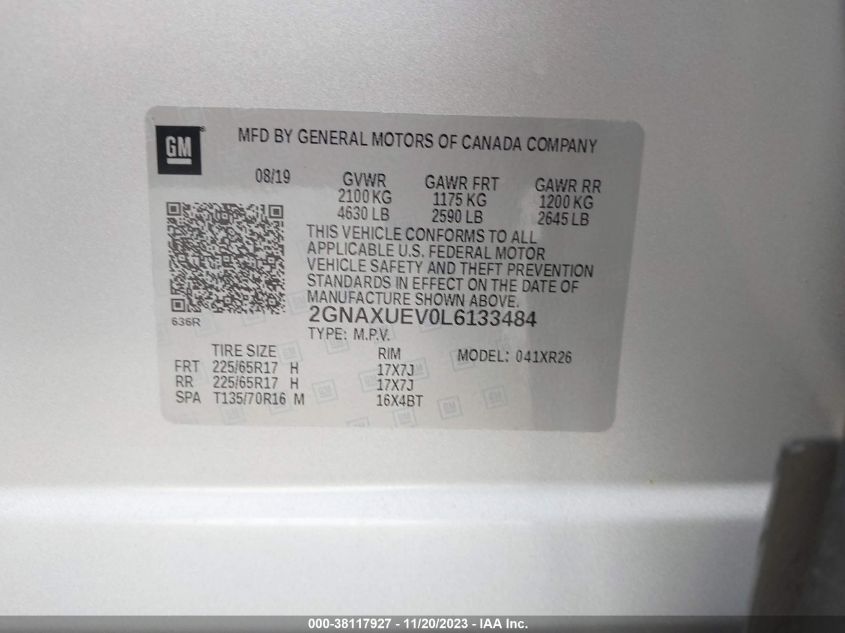 GM
MFD BY GENERAL MOTORS OF CANADA COMPANY
08/19 GVWR GAWR FRT GAWR RR
2100 KG 1175 KG 1200 KG
4630 LB 2590 LB 2645 LB
THIS VEHICLE CONFORMS TO ALL
APPLICABLE U.S. FEDERAL MOTOR
VEHICLE SAFETY AND THEFT PREVENTION
STANDARDS IN EFFECT ON THE DATE OF
MANUFACTURE SHOWN ABOVE.
636R
2GNAXUEV0L6133484
TYPE: M.P.V.
TIRE SIZE RIM MODEL: 041XR26
FRT 225/65R17 H 17X7J
RR 225/65R17 H 17X7J
SPA T135/70R16 M 16X4BT
000-38117927 - 11/20/2023 - IAA Inc.